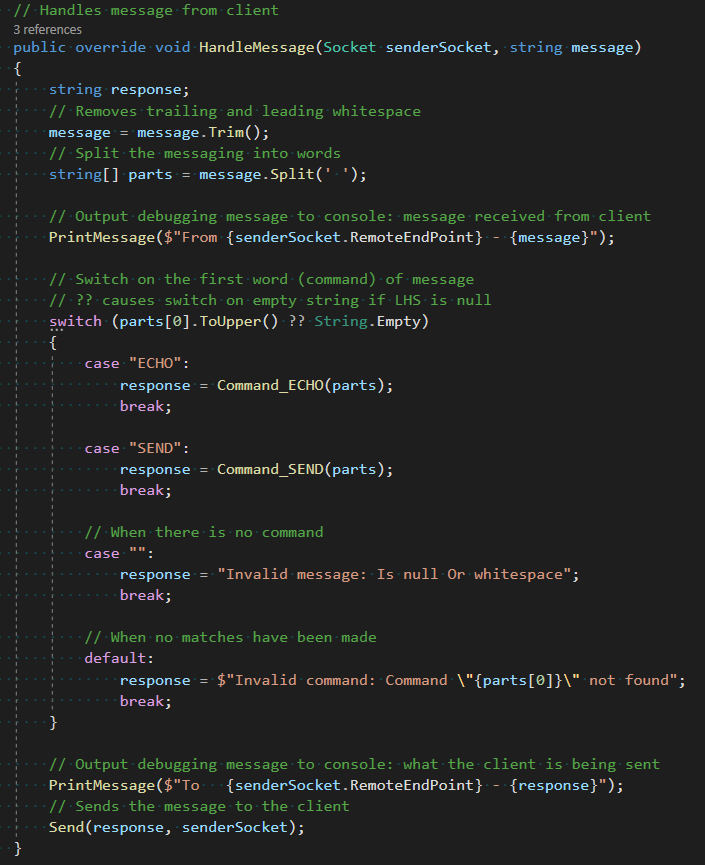 // Handles message from client
3 references
public override void HandleMessage(Socket senderSocket, string message)
{
string response;
// Removes trailing and leading whitespace
message = message.Trim();
// Split the messaging into words
string[] parts = message.Split(' ');
// Output debugging message to console: message received from client
PrintMessage($"From {senderSocket.RemoteEndPoint} - {message}");
// Switch on the first word (command) of message
// ?? causes switch on empty string if LHS is null
switch (parts[0].ToUpper() ?? String.Empty)
{
case "ECHO":
response = Command_ECHO(parts);
break;
case "SEND":
response = Command_SEND(parts);
break;
// When there is no command
case "":
response = "Invalid message: Is null Or whitespace";
break;
// When no matches have been made
default:
response = $"Invalid command: Command \"{parts[0]}\" not found";
break;
}
// Output debugging message to console: what the client is being sent
PrintMessage($"To   {senderSocket.RemoteEndPoint} - {response}");
// Sends the message to the client
Send(response, senderSocket);
}